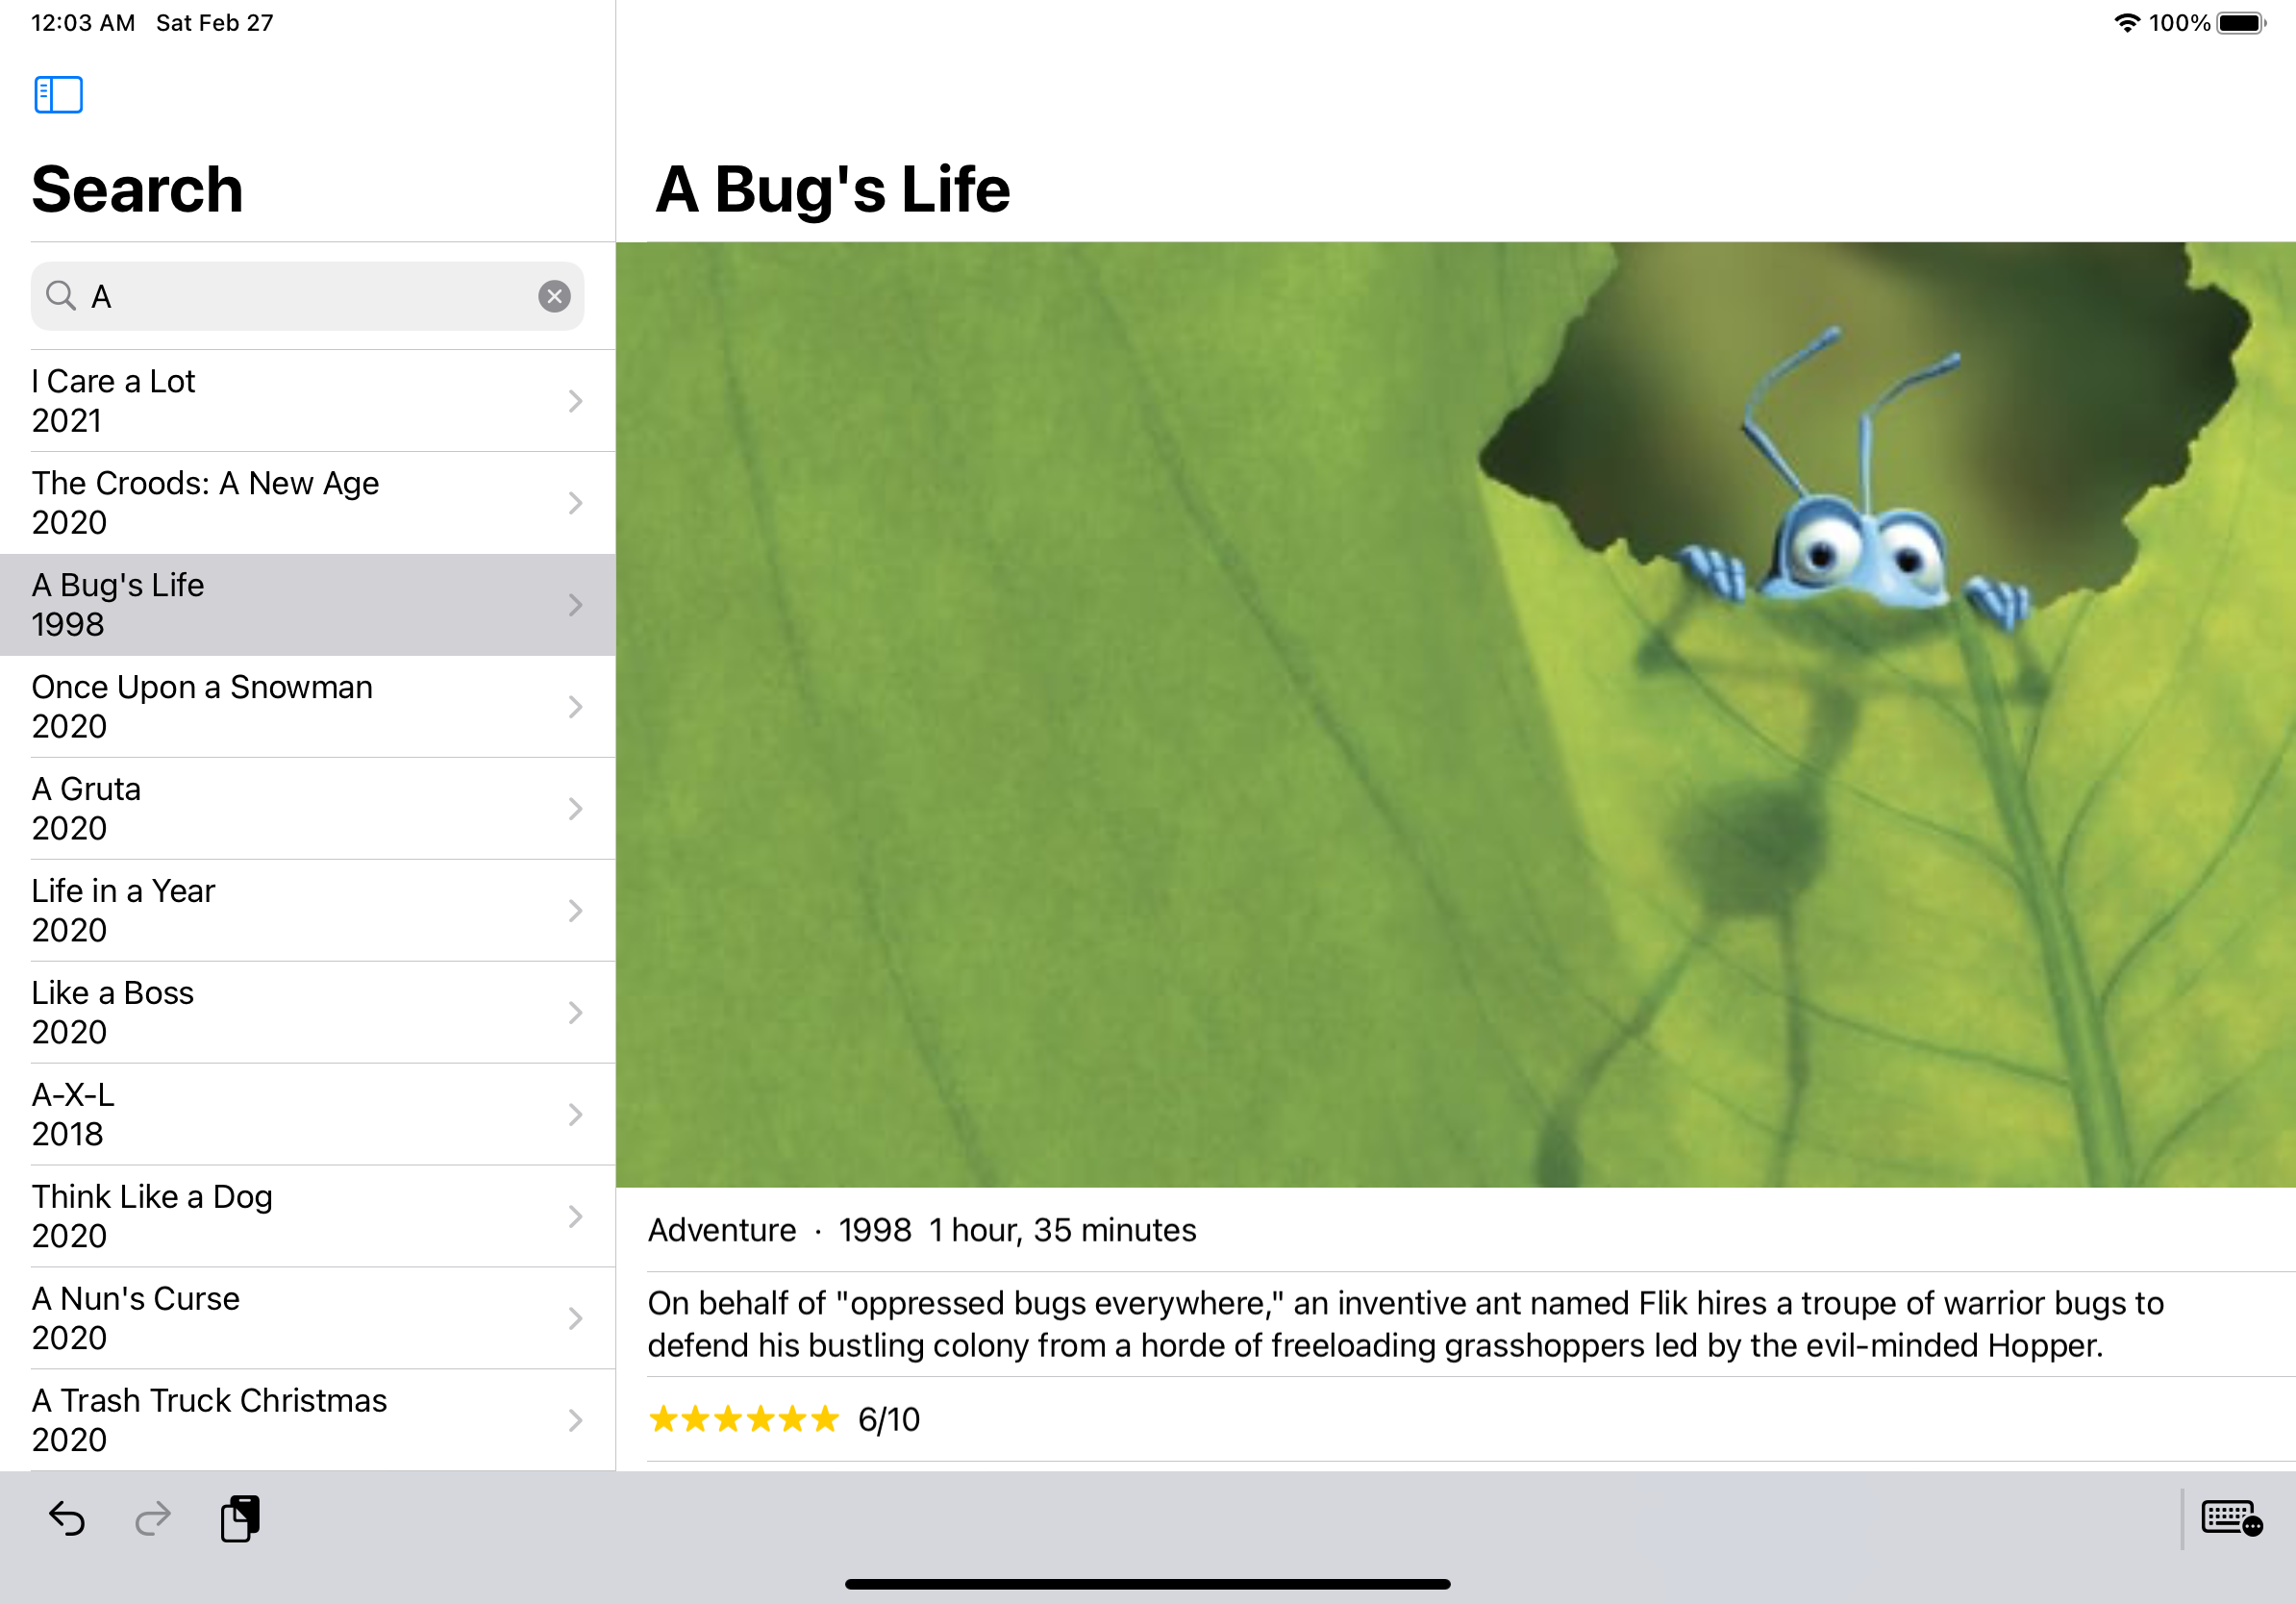 12:03 AM Sat Feb 27
100%
Search
A
I Care a Lot
2021
The Croods: A New Age
2020
A Bug's Life
1998
Once Upon a Snowman
2020
A Gruta
2020
Life in a Year
2020
Like a Boss
2020
A-X-L
2018
Think Like a Dog
2020
A Nun's Curse
2020
A Trash Truck Christmas
2020
A Bug's Life
Adventure · 1998 1 hour, 35 minutes
On behalf of "oppressed bugs everywhere," an inventive ant named Flik hires a troupe of warrior bugs to
defend his bustling colony from a horde of freeloading grasshoppers led by the evil-minded Hopper.
6/10